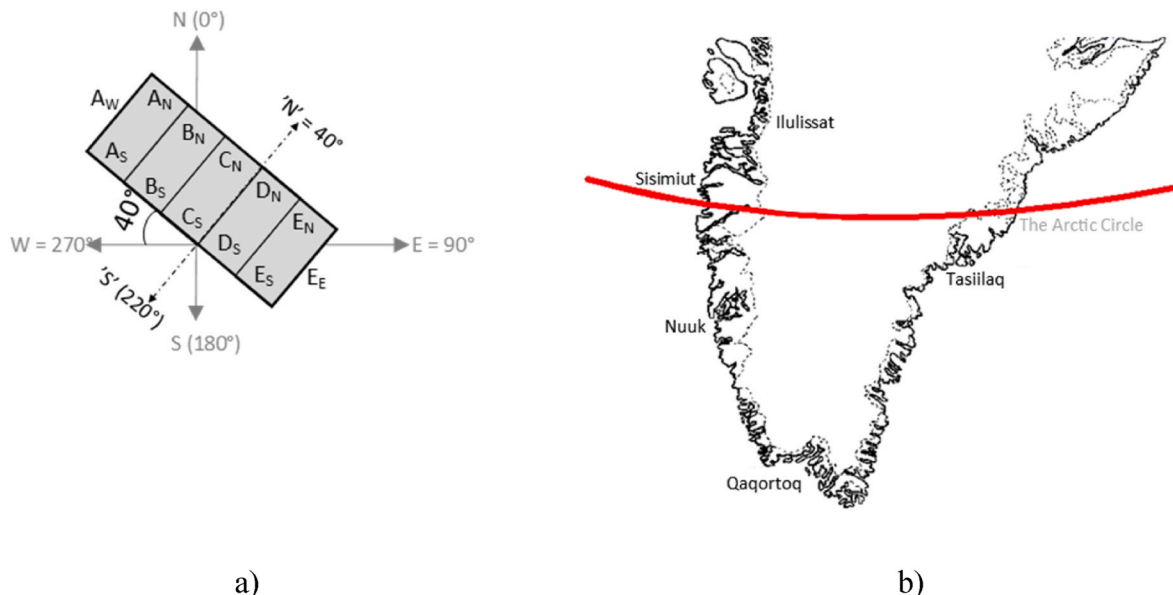 N (0°)
A_W
A_N
B_N
'N' = 40°
A_S
C_N
B_S
D_N
40°
C_S
E_N
W = 270°
D_S
E = 90°
'S' (220°)
E_S
E_E
S (180°)
a)
Ilulissat
Sisimiut
The Arctic Circle
Tasiilaq
Nuuk
Qaqortoq
b)